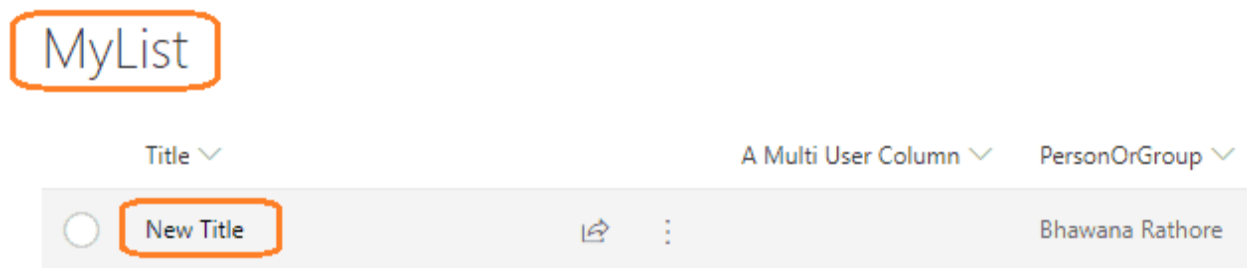 MyList
Title A Multi User Column PersonOrGroup
New Title Bhawana Rathore